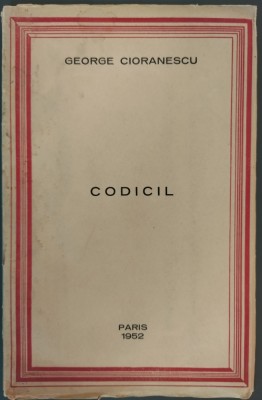 GEORGE CIORANESCU
CODICIL
PARIS
1952